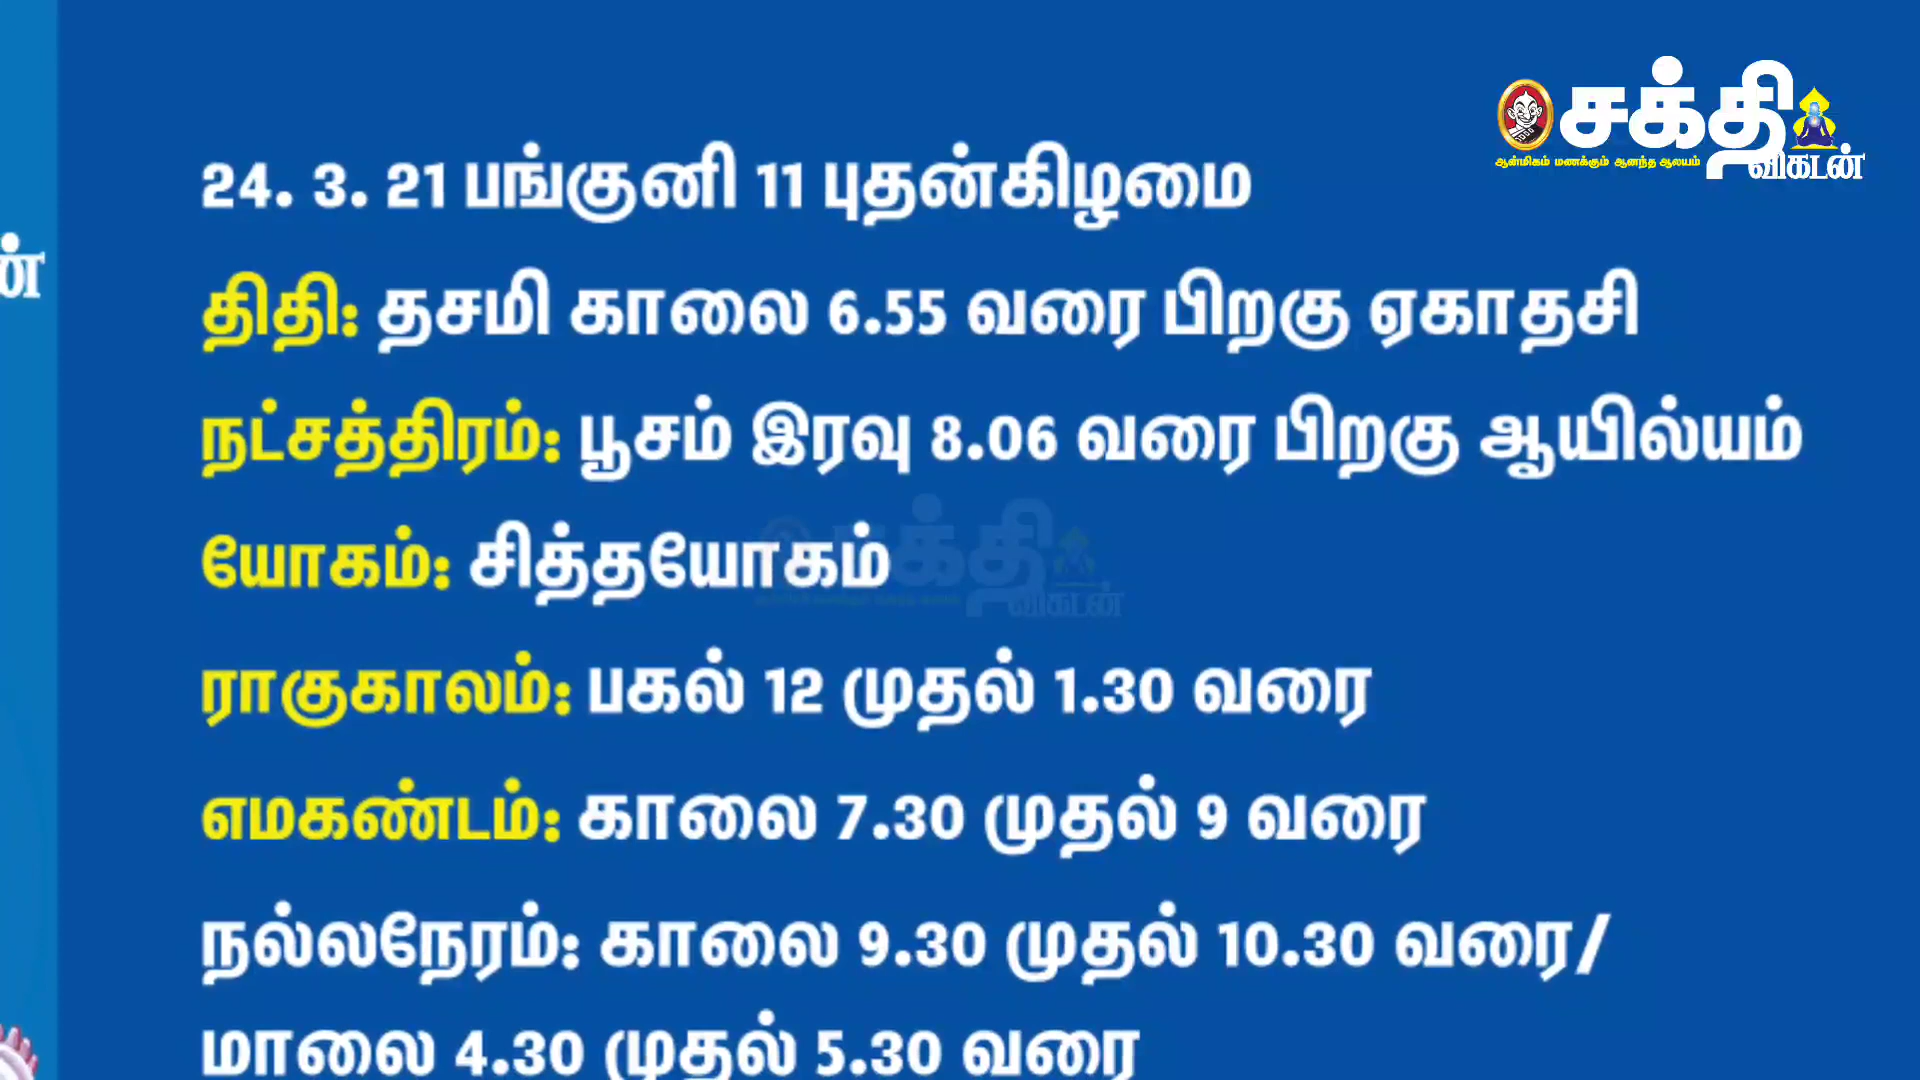 சக்தி
விகடன்
ஆன்மிகம் மணக்கும் ஆனந்த ஆலயம்
24. 3. 21 பங்குனி 11 புதன்கிழமை
திதி: தசமி காலை 6.55 வரை பிறகு ஏகாதசி
நட்சத்திரம்: பூசம் இரவு 8.06 வரை பிறகு ஆயில்யம்
யோகம்: சித்தயோகம்
சக்தி
விகடன்
ராகுகாலம்: பகல் 12 முதல் 1.30 வரை
எமகண்டம்: காலை 7.30 முதல் 9 வரை
நல்லநேரம்: காலை 9.30 முதல் 10.30 வரை/
மாலை 4.30 முதல் 5.30 வரை